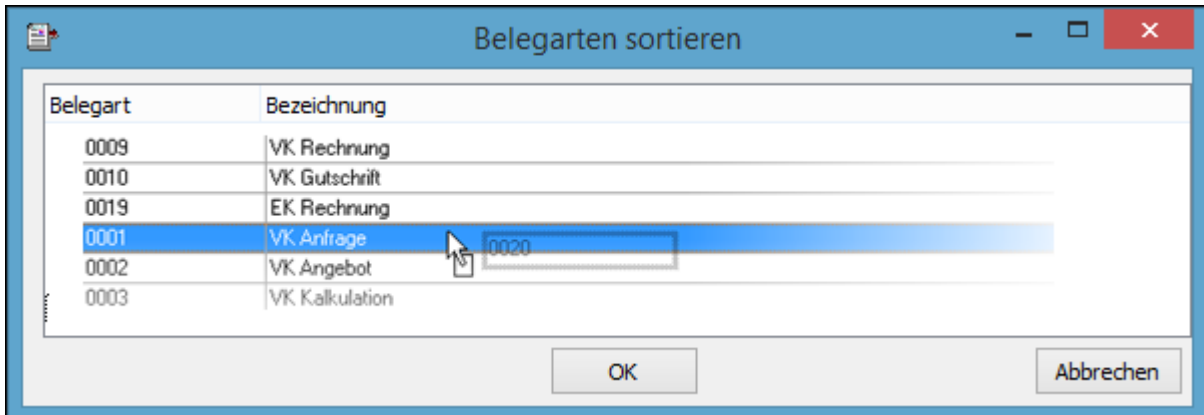 Belegarten sortieren
Belegart Bezeichnung
0009 VK Rechnung
0010 VK Gutschrift
0019 EK Rechnung
0001 VK Anfrage
0020
0002 VK Angebot
0003 VK Kalkulation
OK Abbrechen